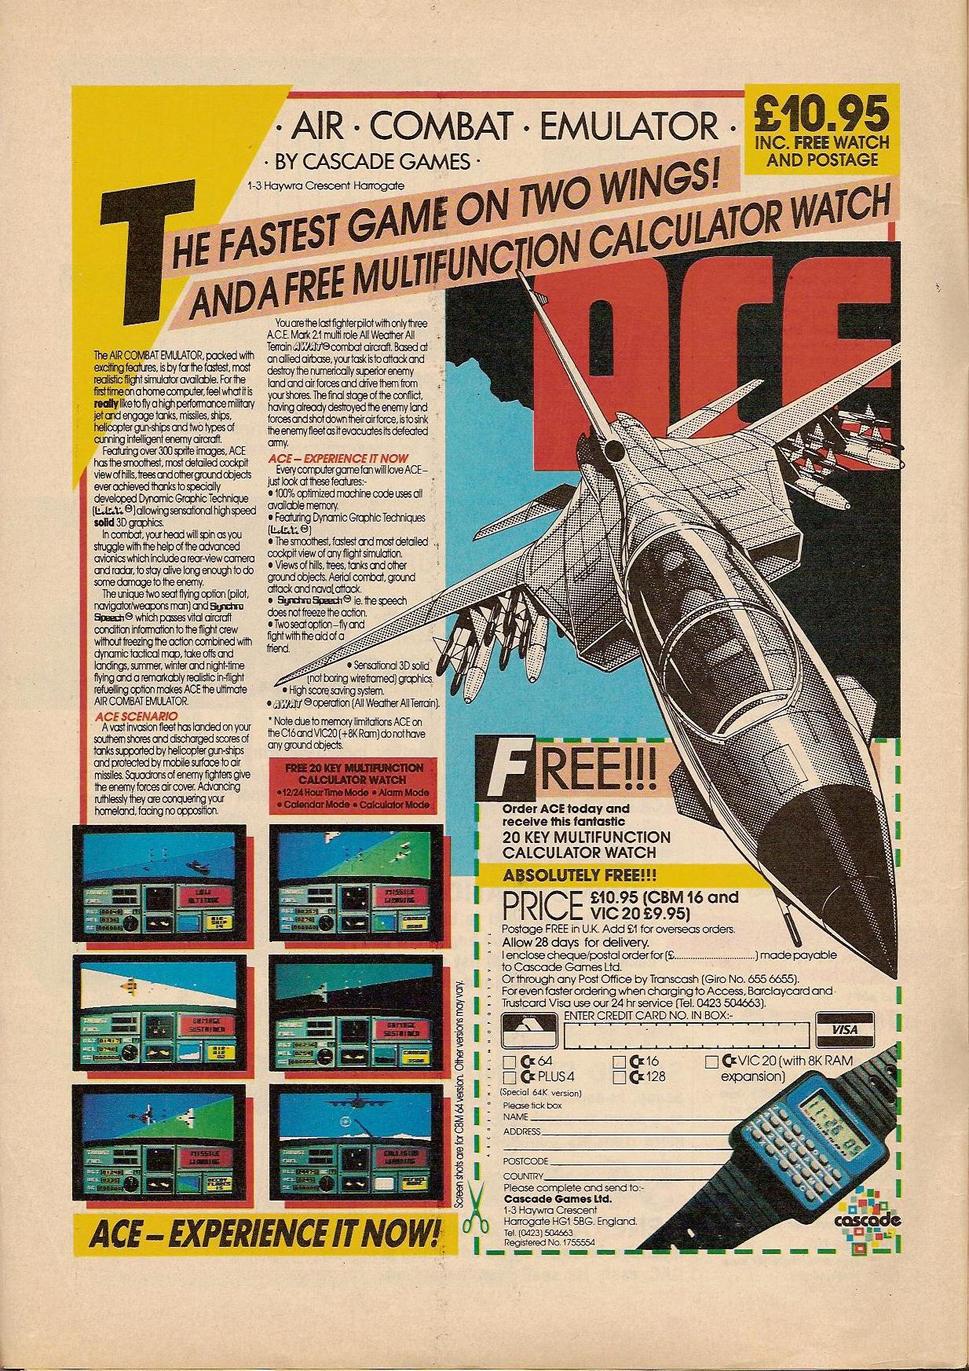 · AIR · COMBAT · EMULATOR ·
· BY CASCADE GAMES ·
1-3 Haywra Crescent Harrogate
£10.95
INC. FREE WATCH
AND POSTAGE
THE FASTEST GAME ON TWO WINGS!
AND A FREE MULTIFUNCTION CALCULATOR WATCH
ACE
The AIR COMBAT EMULATOR, packed with
exciting features, is by far the fastest, most
realistic flight simulator available. For the
first time on a home computer, feel what it is
really like to fly a high performance military
jet and engage tanks, missiles, ships,
helicopter gun-ships and two types of
cunning intelligent enemy aircraft.
Featuring over 300 sprite images, ACE
has the smoothest, most detailed cockpit
view of hills, trees and other ground objects
ever achieved thanks to specially
developed Dynamic Graphic Technique
allowing sensational high speed
solid 3D graphics.
In combat, your head will spin as you
struggle with the help of the advanced
avionics which include a rear-view camera
and radar, to stay alive long enough to do
some damage to the enemy.
The unique two seat flying option (pilot,
navigator/weapons man) and Synchro
Speech which passes vital aircraft
condition information to the flight crew
without freezing the action combined with
dynamic tactical map, take offs and
landings, summer, winter and night-time
flying and a remarkably realistic in-flight
refuelling option makes ACE the ultimate
AIR COMBAT EMULATOR.
ACE SCENARIO
A vast invasion fleet has landed on your
southern shores and discharged scores of
tanks supported by helicopter gun-ships
and protected by mobile surface to air
missiles. Squadrons of enemy fighters give
the enemy forces air cover. Advancing
ruthlessly they are conquering your
homeland, facing no opposition.
You are the last fighter pilot with only three
A.C.E. Mark 2.1 multi role All Weather All
Terrain AWAT combat aircraft. Based at
an allied airbase, your task is to attack and
destroy the numerically superior enemy
land and air forces and drive them from
your shores. The final stage of the conflict,
having already destroyed the enemy land
forces and shot down their air force, is to sink
the enemy fleet as it evacuates its defeated
army.
ACE – EXPERIENCE IT NOW
Every computer game fan will love ACE –
just look at these features:-
• 100% optimized machine code uses all
available memory.
• Featuring Dynamic Graphic Techniques
• The smoothest, fastest and most detailed
cockpit view of any flight simulation.
• Views of hills, trees, tanks and other
ground objects. Aerial combat, ground
attack and naval attack.
• Synchro Speech ie. the speech
does not freeze the action.
• Two seat option – fly and
fight with the aid of a
friend.
• Sensational 3D solid
(not boring wireframed) graphics.
• High score saving system.
• AWAT operation (All Weather All Terrain).
* Note due to memory limitations ACE on
the C16 and VIC20 (+8K Ram) do not have
any ground objects.
FREE 20 KEY MULTIFUNCTION
CALCULATOR WATCH
• 12/24 Hour Time Mode • Alarm Mode
• Calendar Mode • Calculator Mode
LOW
ALTITUDE
MISSILE
WARNING
DAMAGE
SUSTAINED
DAMAGE
SUSTAINED
MISSILE
WARNING
COLLISION
WARNING
Screen shots are for CBM 64 version. Other versions may vary.
ACE – EXPERIENCE IT NOW!
FREE!!!
Order ACE today and
receive this fantastic
20 KEY MULTIFUNCTION
CALCULATOR WATCH
ABSOLUTELY FREE!!!
PRICE £10.95 (CBM 16 and
VIC 20 £9.95)
Postage FREE in U.K. Add £1 for overseas orders.
Allow 28 days for delivery.
I enclose cheque/postal order for (£..............................) made payable
to Cascade Games Ltd.
Or through any Post Office by Transcash (Giro No. 655 6655).
For even faster ordering when charging to Access, Barclaycard and
Trustcard Visa use our 24 hr service (Tel. 0423 504663).
ENTER CREDIT CARD NO. IN BOX:-
VISA
64
16
VIC 20 (with 8K RAM
expansion)
PLUS 4
128
(Special 64K version)
Please tick box
NAME
ADDRESS
POSTCODE
COUNTRY
Please complete and send to:-
Cascade Games Ltd.
1-3 Haywra Crescent
Harrogate HG1 5BG. England.
Tel. (0423) 504663
Registered No. 1755554
cascade